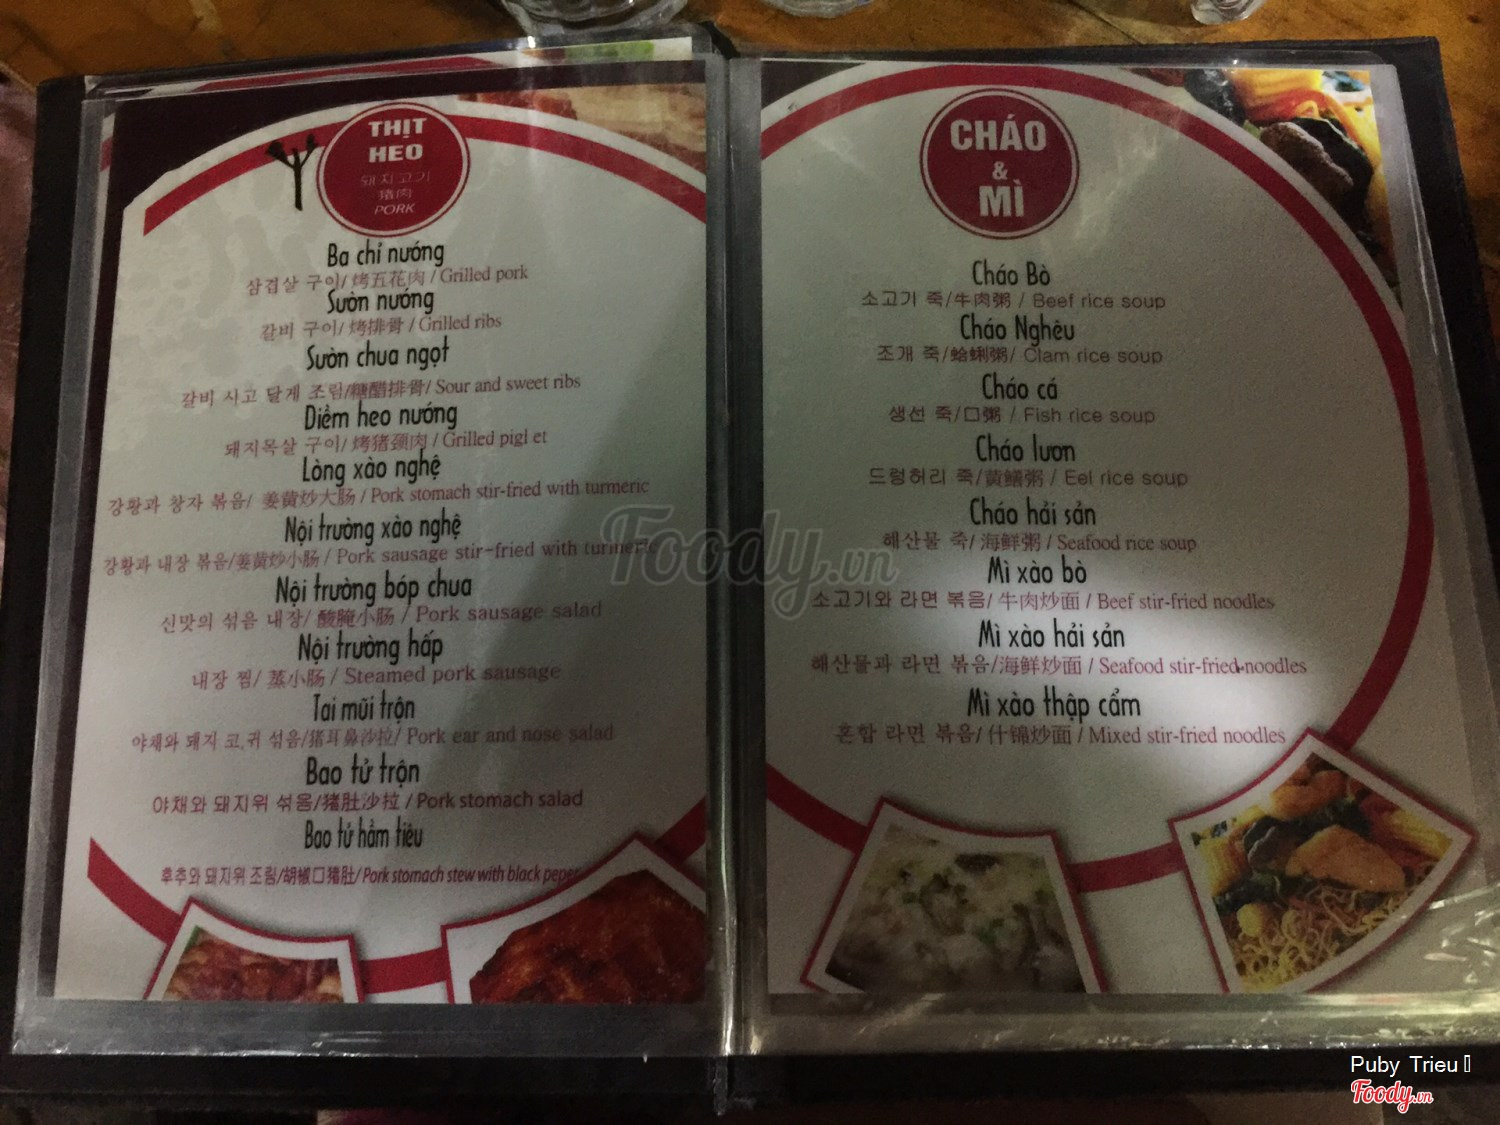 THỊT
HEO
돼지고기
猪肉
PORK
Ba chỉ nướng
삼겹살 구이/ 烤五花肉 / Grilled pork
Sườn nướng
갈비 구이/ 烤排骨 / Grilled ribs
Sườn chua ngọt
갈비 사고 달게 조림/糖醋排骨/ Sour and sweet ribs
Diềm heo nướng
돼지목살 구이/ 烤猪颈肉 / Grilled pigl et
Lòng xào nghệ
강황과 창자 볶음/ 姜黄炒大肠 / Pork stomach stir-fried with turmeric
Nội trường xào nghệ
강황과 내장 볶음/姜黄炒小肠 / Pork sausage stir-fried with turmeric
Nội trường bóp chua
신맛의 섞음 내장/ 酸腌小肠 / Pork sausage salad
Nội trường hấp
내장 찜/ 蒸小肠 / Steamed pork sausage
Tai mũi trộn
야채와 돼지 코,귀 섞음/猪耳鼻沙拉/ Pork ear and nose salad
Bao tử trộn
야채와 돼지위 섞음/猪肚沙拉 / Pork stomach salad
Bao tử hầm tiêu
후추와 돼지위 조림/胡椒口猪肚/ Pork stomach stew with black peper
CHÁO
&
MÌ
Cháo Bò
소고기 죽/牛肉粥 / Beef rice soup
Cháo Nghêu
조개 죽/蛤蜊粥/ Clam rice soup
Cháo cá
생선 죽/口粥 / Fish rice soup
Cháo lươn
드렁허리 죽/黄鳝粥 / Eel rice soup
Cháo hải sản
해산물 죽/ 海鲜粥 / Seafood rice soup
Mì xào bò
소고기와 라면 볶음/ 牛肉炒面 / Beef stir-fried noodles
Mì xào hải sản
해산물과 라면 볶음/海鲜炒面 / Seafood stir-fried noodles
Mì xào thập cẩm
혼합 라면 볶음/ 什锦炒面 / Mixed stir-fried noodles
Foody.vn
Puby Trieu
Foody.vn